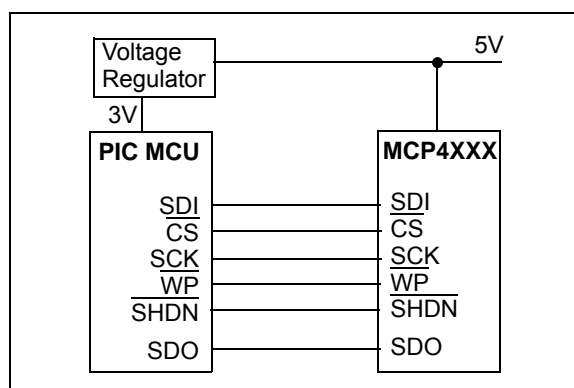 Voltage
Regulator
5V
3V
PIC MCU
MCP4XXX
SDI
SDI
CS
CS
SCK
SCK
WP
WP
SHDN
SHDN
SDO
SDO